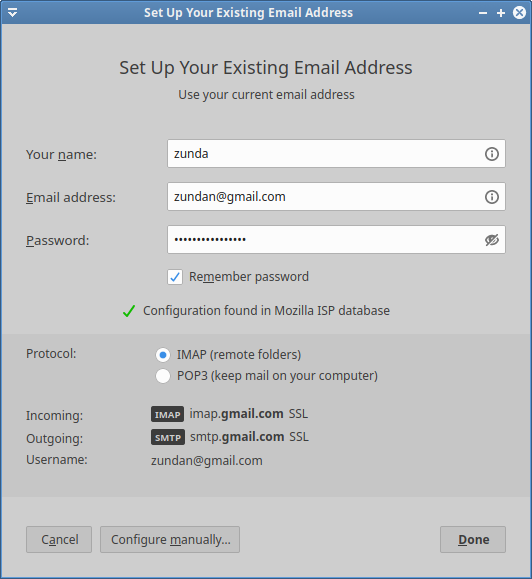 Set Up Your Existing Email Address
Set Up Your Existing Email Address
Use your current email address
Your name: zunda
Email address: zundan@gmail.com
Password: ••••••••••••••••
Remember password
Configuration found in Mozilla ISP database
Protocol: IMAP (remote folders)
POP3 (keep mail on your computer)
Incoming: IMAP imap.gmail.com SSL
Outgoing: SMTP smtp.gmail.com SSL
Username: zundan@gmail.com
Cancel Configure manually... Done